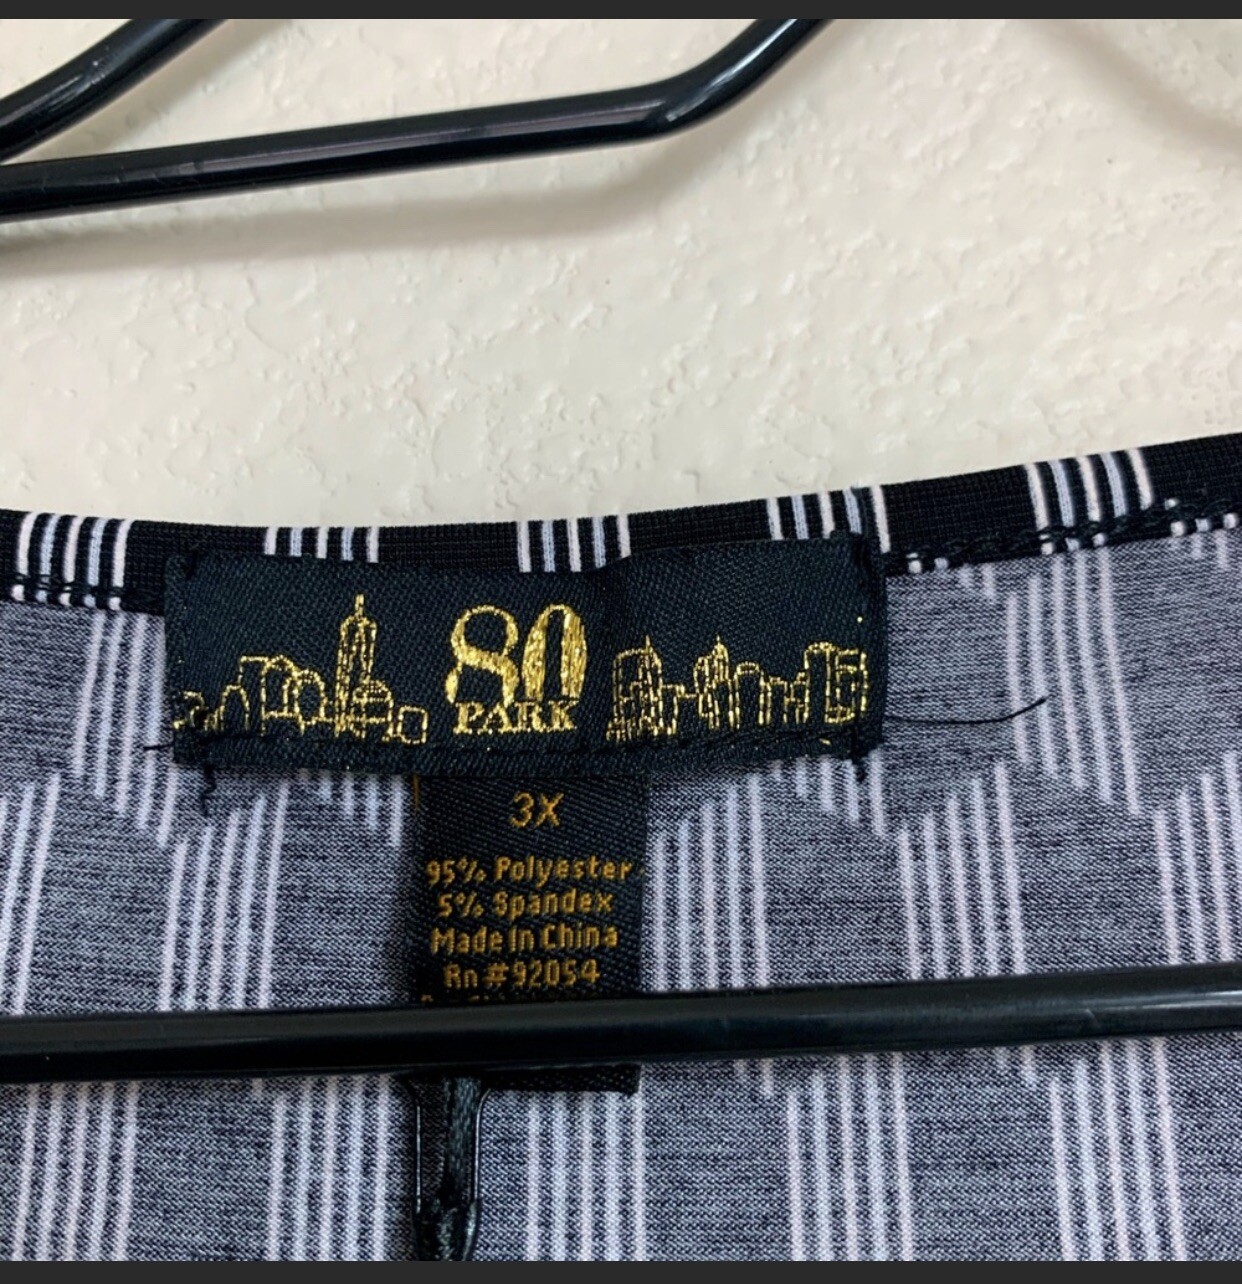 80
PARK
3X
95% Polyester
5% Spandex
Made In China
Rn #92054